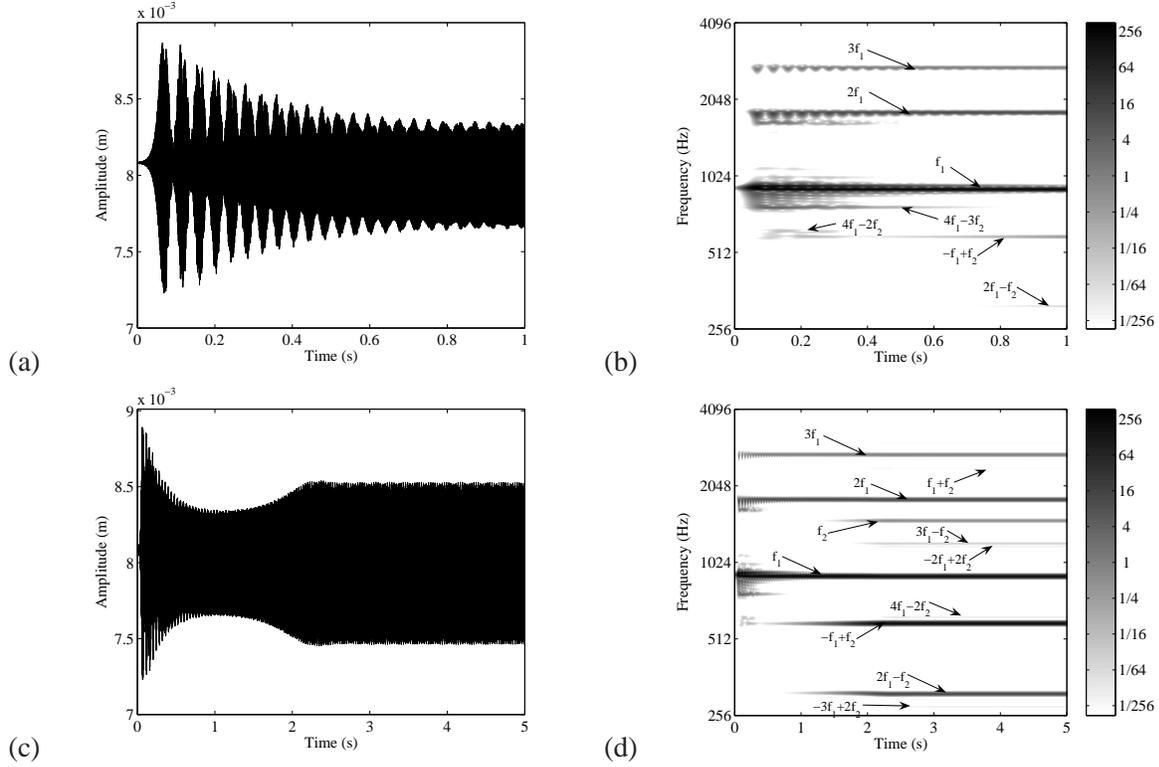 x 10−3
8.5
8
7.5
7
Amplitude (m)
0 0.2 0.4 0.6 0.8 1
Time (s)
(a)
4096
2048
1024
512
256
Frequency (Hz)
3f1
2f1
f1
4f1−2f2
4f1−3f2
−f1+f2
2f1−f2
0 0.2 0.4 0.6 0.8 1
Time (s)
256
64
16
4
1
1/4
1/16
1/64
1/256
(b)
x 10−3
9
8.5
8
7.5
7
Amplitude (m)
0 1 2 3 4 5
Time (s)
(c)
4096
2048
1024
512
256
Frequency (Hz)
3f1
2f1
f1+f2
f2
3f1−f2
−2f1+2f2
f1
4f1−2f2
−f1+f2
2f1−f2
−3f1+2f2
0 1 2 3 4 5
Time (s)
256
64
16
4
1
1/4
1/16
1/64
1/256
(d)